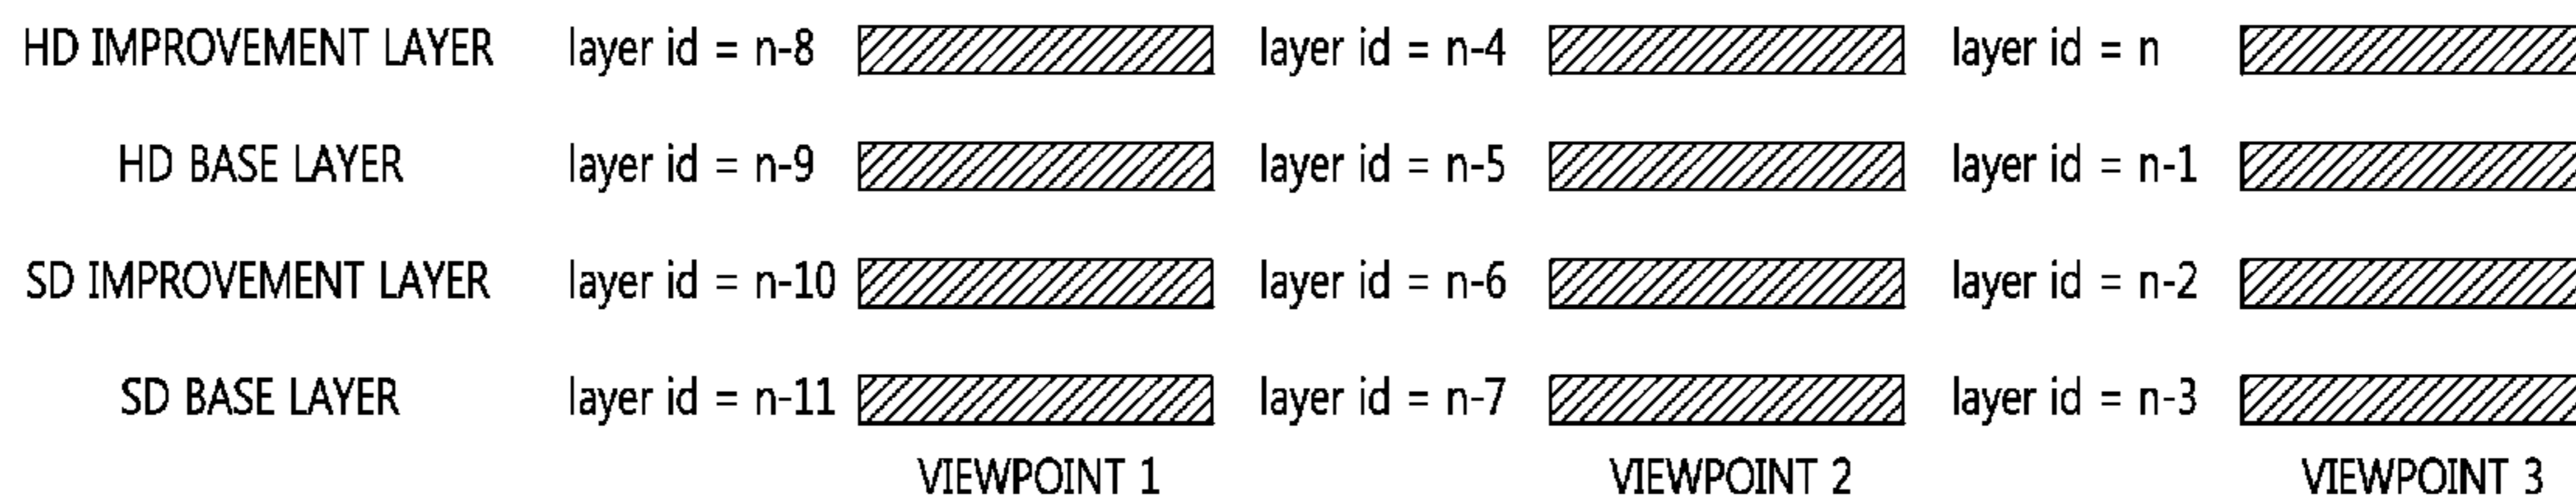 HD IMPROVEMENT LAYER layer id = n-8 layer id = n-4 layer id = n
HD BASE LAYER layer id = n-9 layer id = n-5 layer id = n-1
SD IMPROVEMENT LAYER layer id = n-10 layer id = n-6 layer id = n-2
SD BASE LAYER layer id = n-11 layer id = n-7 layer id = n-3
VIEWPOINT 1 VIEWPOINT 2 VIEWPOINT 3